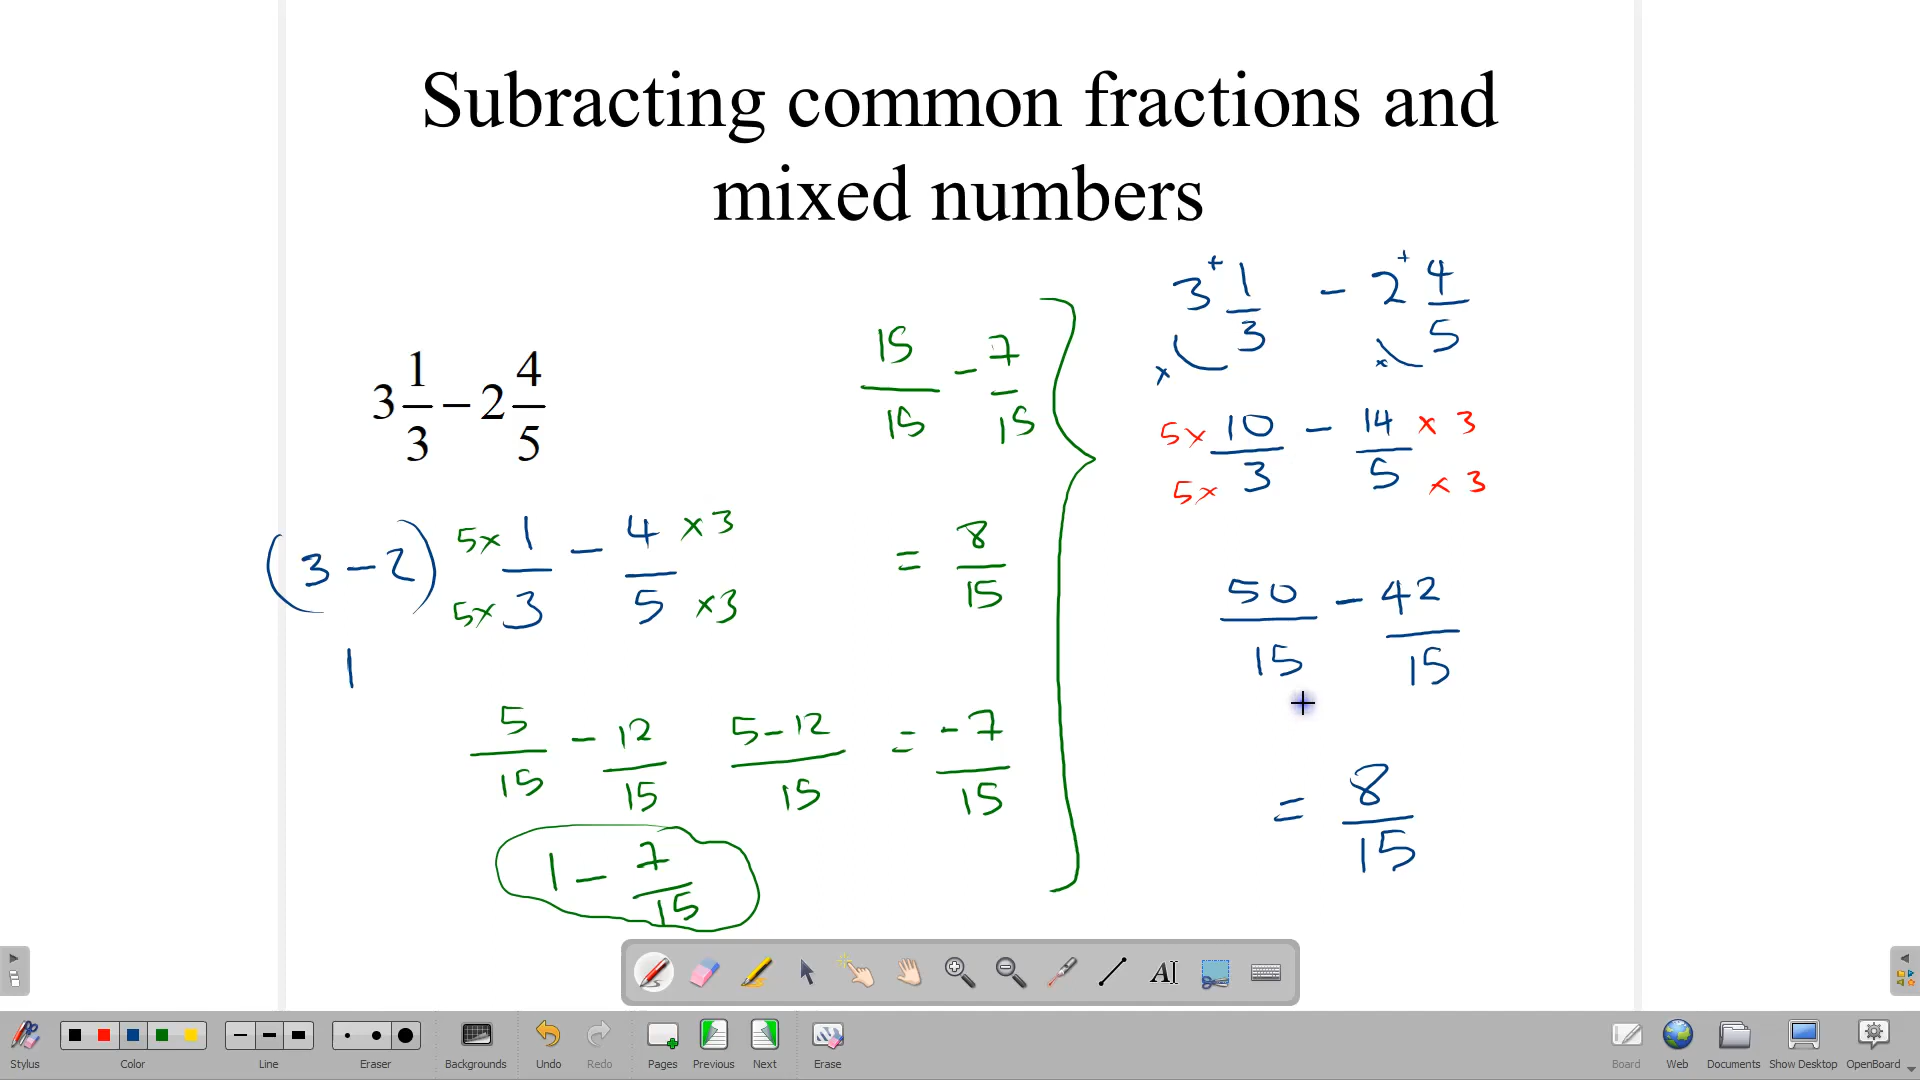 Subracting common fractions and
mixed numbers
3 1/3 − 2 4/5
(3 − 2) 5× 1/3 5× − 4/5 ×3 ×3
1
5/15 − 12/15 5−12/15 = −7/15
1 − 7/15
15/15 − 7/15
= 8/15
3 + 1/3 − 2 + 4/5
× ×
5× 10/3 5× − 14/5 × 3 × 3
50/15 − 42/15
= 8/15
AI
Stylus Color Line Eraser Backgrounds Undo Redo Pages Previous Next Erase Board Web Documents Show Desktop OpenBoard